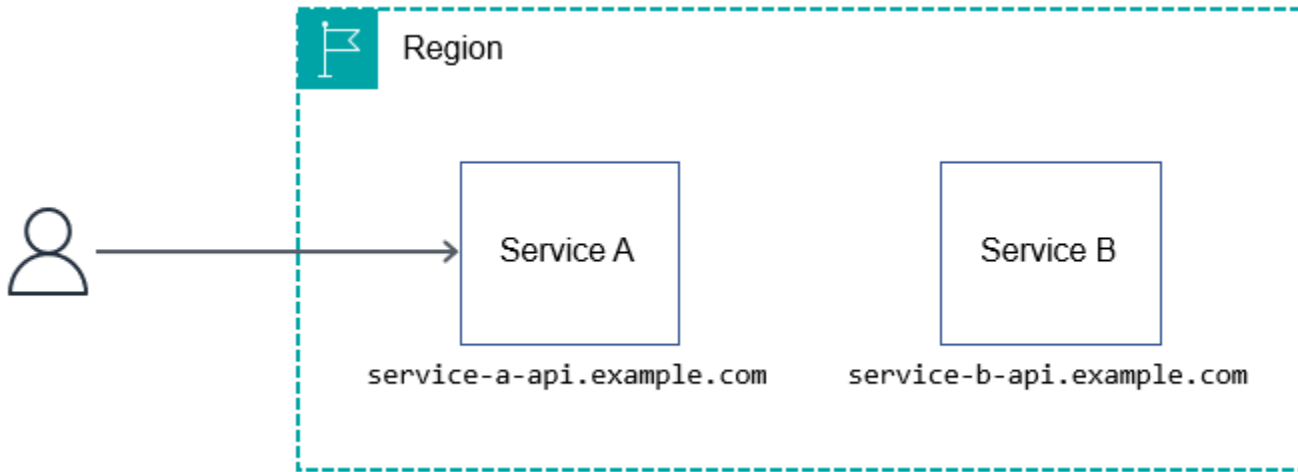 Region
Service A
Service B
service-a-api.example.com
service-b-api.example.com